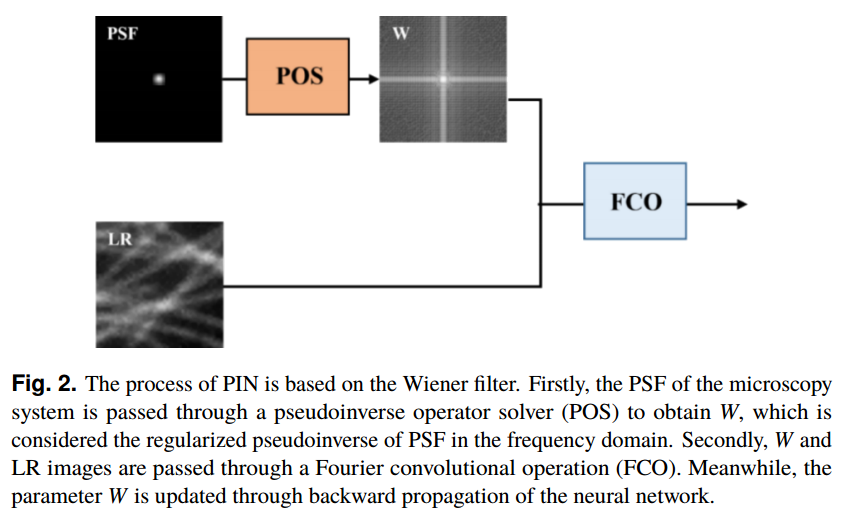 PSF
POS
W
FCO
LR
Fig. 2. The process of PIN is based on the Wiener filter. Firstly, the PSF of the microscopy
system is passed through a pseudoinverse operator solver (POS) to obtain W, which is
considered the regularized pseudoinverse of PSF in the frequency domain. Secondly, W and
LR images are passed through a Fourier convolutional operation (FCO). Meanwhile, the
parameter W is updated through backward propagation of the neural network.